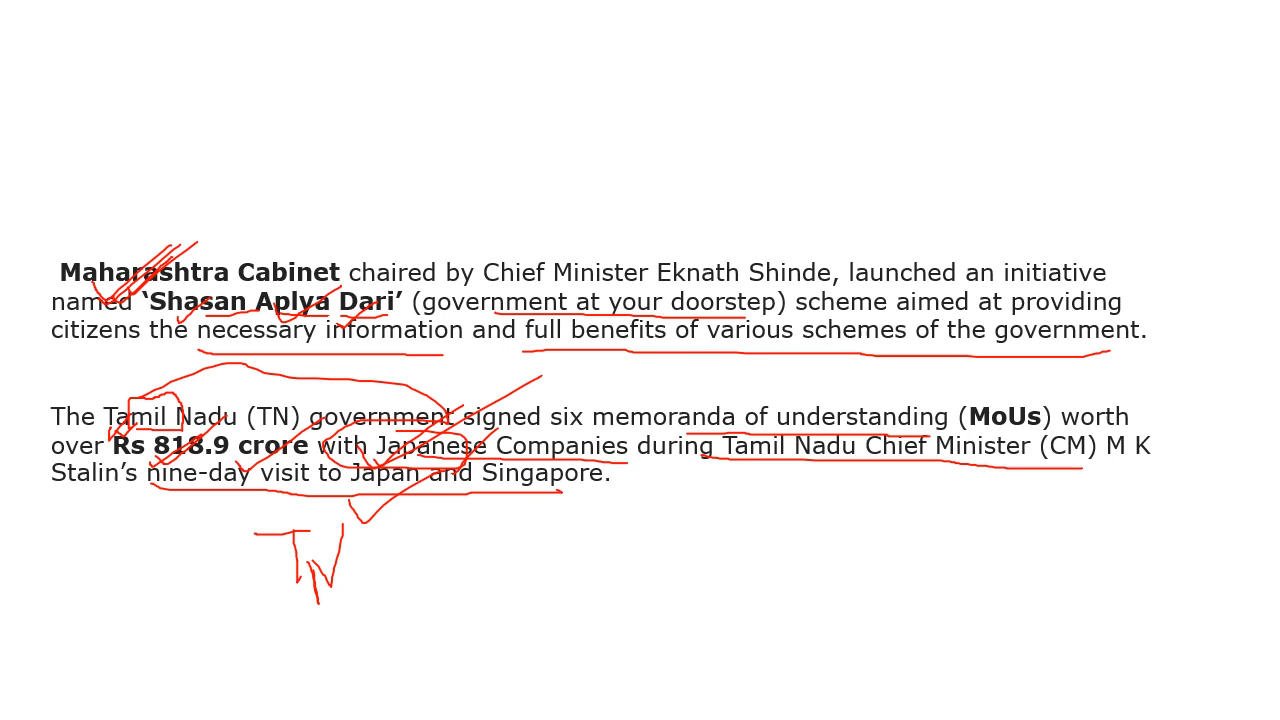 Maharashtra Cabinet chaired by Chief Minister Eknath Shinde, launched an initiative
named ‘Shasan Aplya Dari’ (government at your doorstep) scheme aimed at providing
citizens the necessary information and full benefits of various schemes of the government.
The Tamil Nadu (TN) government signed six memoranda of understanding (MoUs) worth
over Rs 818.9 crore with Japanese Companies during Tamil Nadu Chief Minister (CM) M K
Stalin’s nine-day visit to Japan and Singapore.
TN